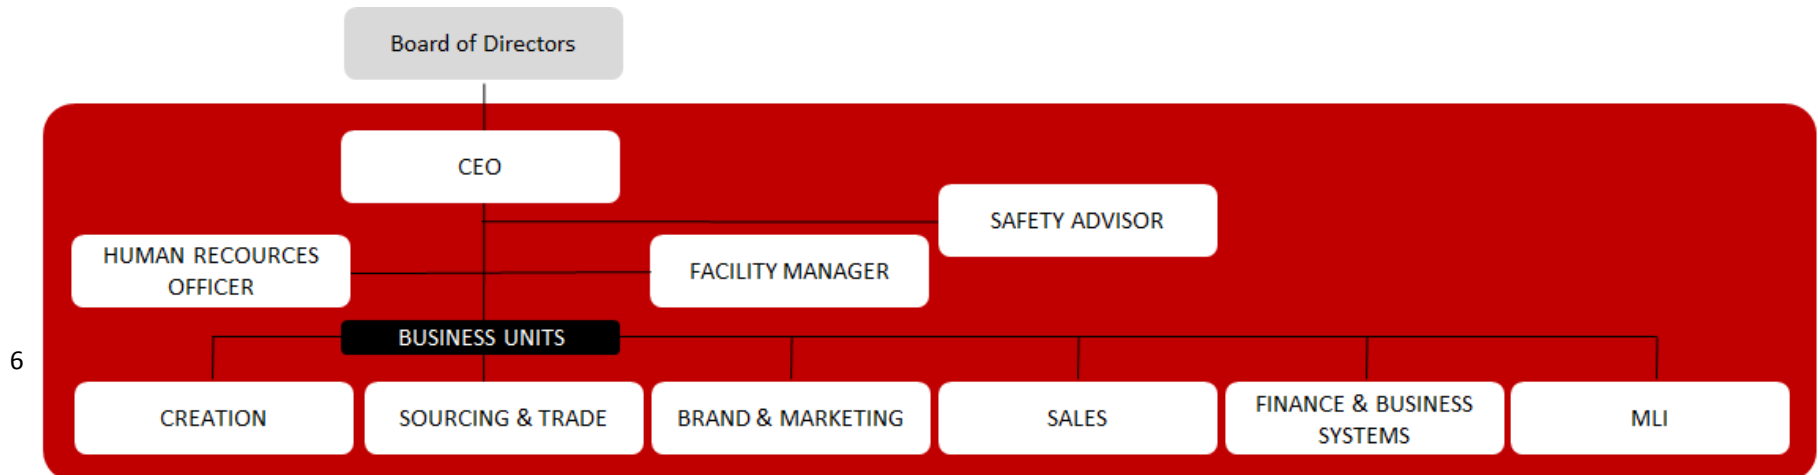 Board of Directors
CEO
SAFETY ADVISOR
HUMAN RECOURCES
OFFICER
FACILITY MANAGER
BUSINESS UNITS
6
CREATION
SOURCING & TRADE
BRAND & MARKETING
SALES
FINANCE & BUSINESS
SYSTEMS
MLI